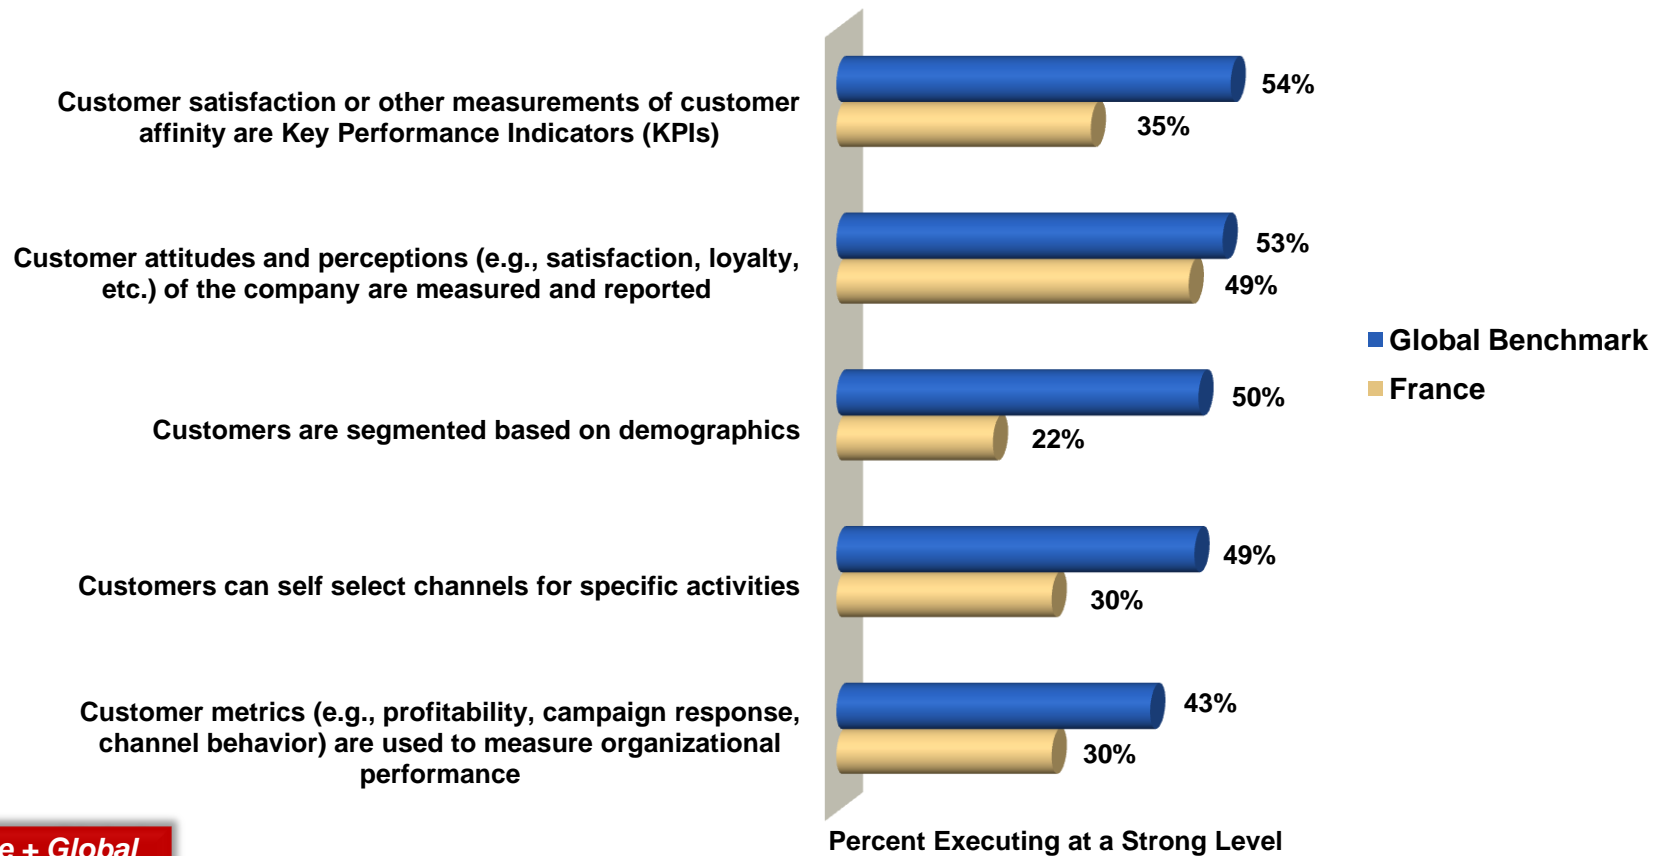 Customer satisfaction or other measurements of customer
affinity are Key Performance Indicators (KPIs)
54%
35%
Customer attitudes and perceptions (e.g., satisfaction, loyalty,
etc.) of the company are measured and reported
53%
49%
Customers are segmented based on demographics
50%
22%
Customers can self select channels for specific activities
49%
30%
Customer metrics (e.g., profitability, campaign response,
channel behavior) are used to measure organizational
performance
43%
30%
Global Benchmark
France
Percent Executing at a Strong Level
+ Global